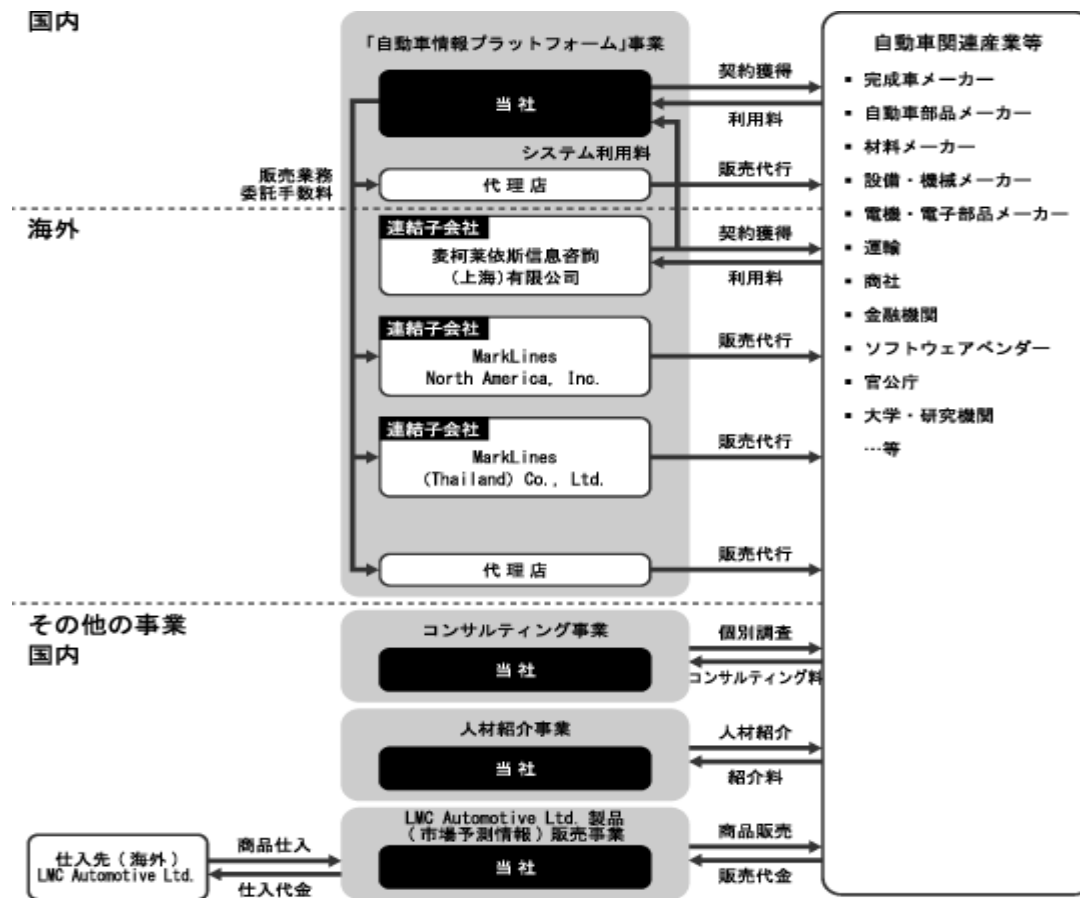 国内
「自動車情報プラットフォーム」事業
当社
契約獲得
利用料
システム利用料
販売業務
委託手数料
代理店
販売代行
海外
連結子会社
麦柯莱依斯信息咨詢
(上海)有限公司
契約獲得
利用料
連結子会社
MarkLines
North America, Inc.
販売代行
連結子会社
MarkLines
(Thailand) Co., Ltd.
販売代行
代理店
販売代行
その他の事業
国内
コンサルティング事業
当社
個別調査
コンサルティング料
人材紹介事業
当社
人材紹介
紹介料
LMC Automotive Ltd. 製品
(市場予測情報)販売事業
当社
商品販売
販売代金
仕入先(海外)
LMC Automotive Ltd.
商品仕入
仕入代金
自動車関連産業等
▪ 完成車メーカー
▪ 自動車部品メーカー
▪ 材料メーカー
▪ 設備・機械メーカー
▪ 電機・電子部品メーカー
▪ 運輸
▪ 商社
▪ 金融機関
▪ ソフトウェアベンダー
▪ 官公庁
▪ 大学・研究機関
…等